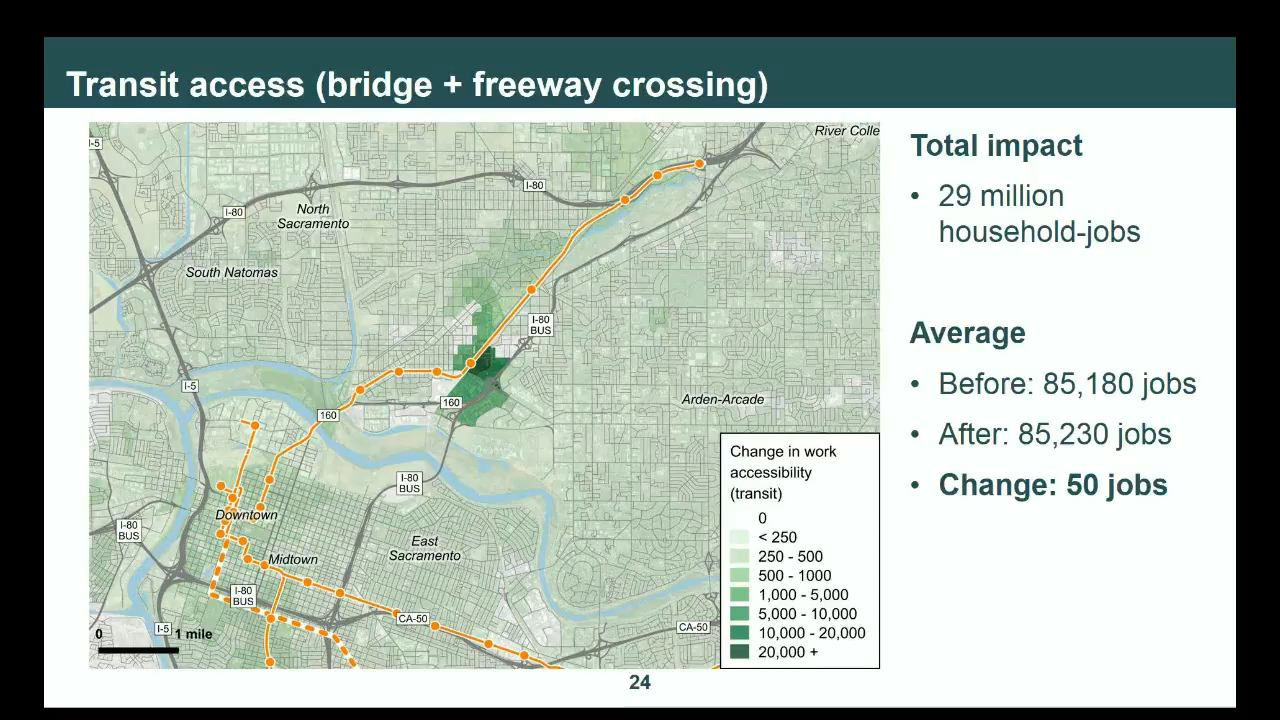 Transit access (bridge + freeway crossing)
River Colle
I-5
I-80
I-80
North
Sacramento
South Natomas
I-80
BUS
I-5
160
160
Arden-Arcade
I-80
BUS
Downtown
I-80
BUS
East
Sacramento
Midtown
I-80
BUS
CA-50
CA-50
I-5
0
1 mile
Change in work
accessibility
(transit)
0
< 250
250 - 500
500 - 1000
1,000 - 5,000
5,000 - 10,000
10,000 - 20,000
20,000 +
Total impact
• 29 million
household-jobs
Average
• Before: 85,180 jobs
• After: 85,230 jobs
• Change: 50 jobs
24